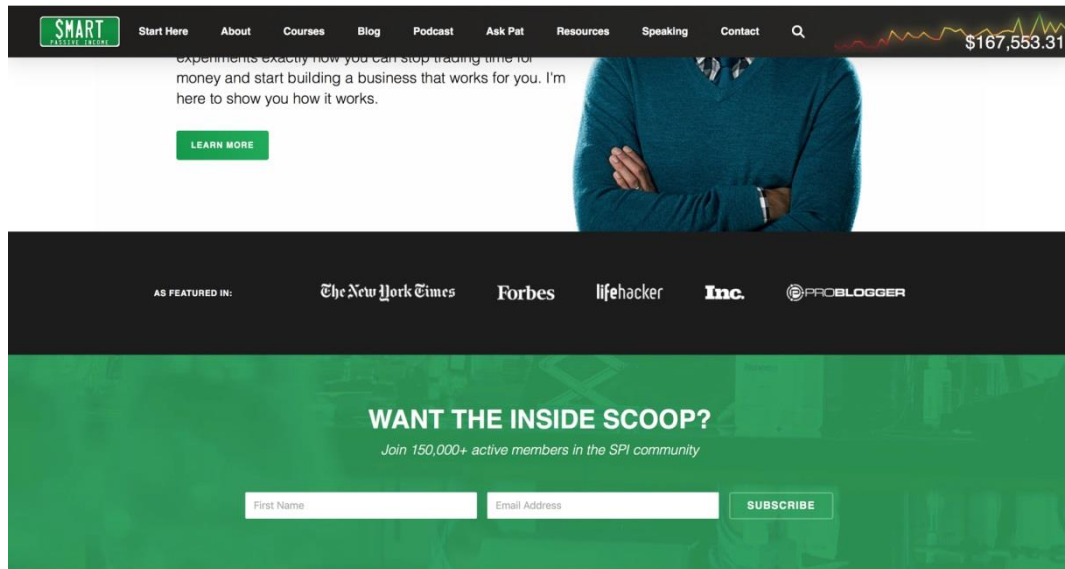 SMART
PASSIVE INCOME
Start Here About Courses Blog Podcast Ask Pat Resources Speaking Contact
$167,553.31
experiments exactly how you can stop trading time for
money and start building a business that works for you. I'm
here to show you how it works.
LEARN MORE
AS FEATURED IN: The New York Times Forbes lifehacker Inc. PROBLOGGER
WANT THE INSIDE SCOOP?
Join 150,000+ active members in the SPI community
First Name Email Address SUBSCRIBE